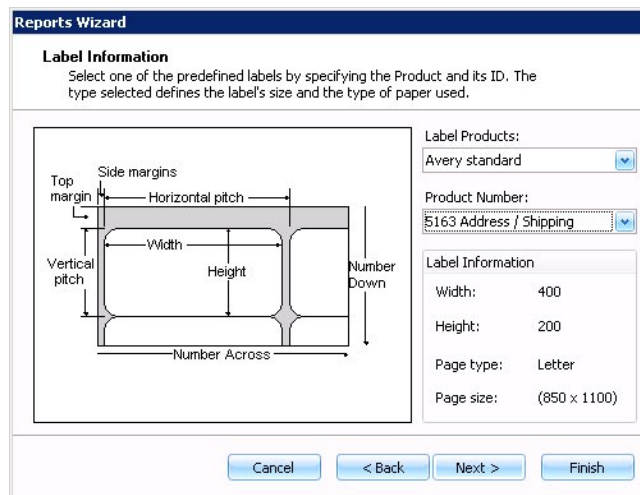 Reports Wizard
Label Information
Select one of the predefined labels by specifying the Product and its ID. The
type selected defines the label's size and the type of paper used.
Side margins
Top
margin
Horizontal pitch
Width
Vertical
pitch
Height
Number
Down
Number Across
Label Products:
Avery standard
Product Number:
5163 Address / Shipping
Label Information
Width: 400
Height: 200
Page type: Letter
Page size: (850 x 1100)
Cancel < Back Next > Finish